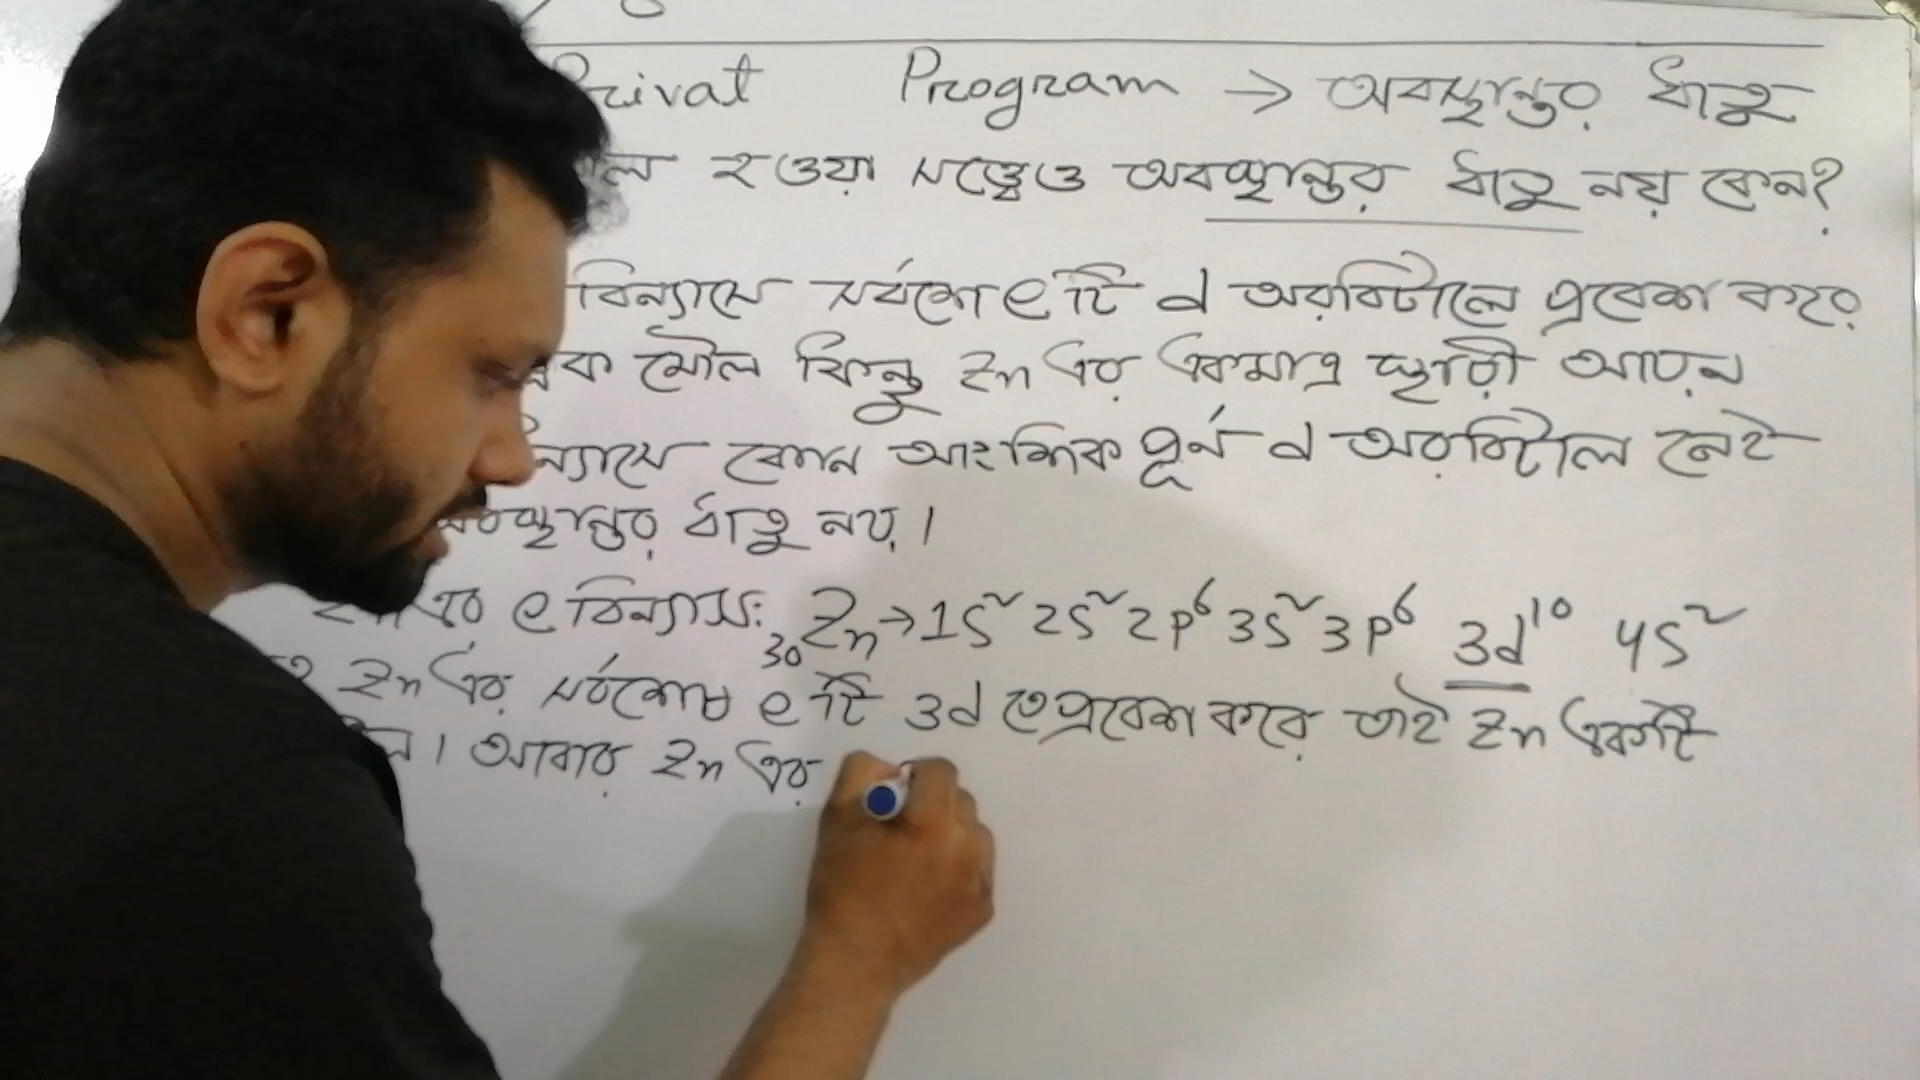 Privat Program → অবস্থান্তর ধাতু
হওয়া সত্ত্বেও অবস্থান্তর ধাতু নয় কেন?
বিন্যাসে সর্বশেষ e টি d অরবিটালে প্রবেশ করে
মৌল কিন্তু Zn এর একমাত্র স্থায়ী আয়ন
কোন আংশিক পূর্ন d অরবিটাল নেই
অবস্থান্তর ধাতু নয়।
Zn এর e বিন্যাস: 30Zn → 1s² 2s² 2p⁶ 3s² 3p⁶ 3d¹⁰ 4s²
Zn এর সর্বশেষ e টি 3d তে প্রবেশ করে তাই Zn একটি
। আবার Zn এর